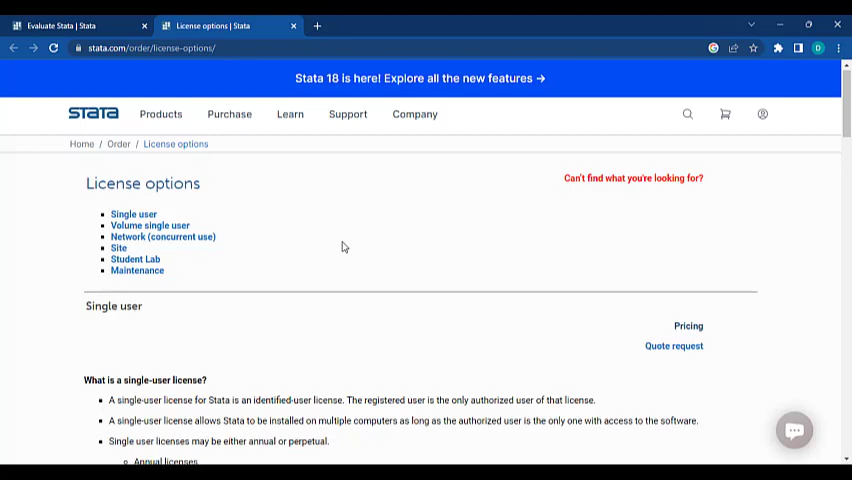 Evaluate Stata | Stata
License options | Stata
stata.com/order/license-options/
D
Stata 18 is here! Explore all the new features →
stata
Products
Purchase
Learn
Support
Company
Home / Order / License options
License options
Can't find what you're looking for?
Single user
Volume single user
Network (concurrent use)
Site
Student Lab
Maintenance
Single user
Pricing
Quote request
What is a single-user license?
A single-user license for Stata is an identified-user license. The registered user is the only authorized user of that license.
A single-user license allows Stata to be installed on multiple computers as long as the authorized user is the only one with access to the software.
Single user licenses may be either annual or perpetual.
Annual licenses